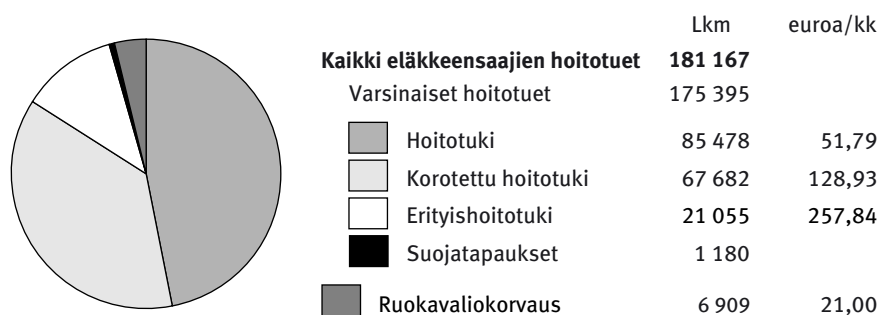 Lkm euroa/kk
Kaikki eläkkeensaajien hoitotuet 181 167
Varsinaiset hoitotuet 175 395
Hoitotuki 85 478 51,79
Korotettu hoitotuki 67 682 128,93
Erityishoitotuki 21 055 257,84
Suojatapaukset 1 180
Ruokavaliokorvaus 6 909 21,00